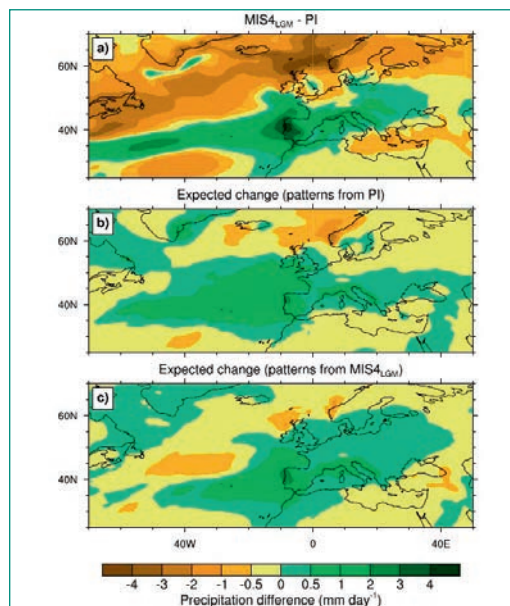 MIS4LGM - PI
a)
60N
40N
Expected change (patterns from PI)
b)
60N
40N
Expected change (patterns from MIS4LGM)
c)
60N
40N
40W 0 40E
-4 -3 -2 -1 -0.5 0 0.5 1 2 3 4
Precipitation difference (mm day-1)